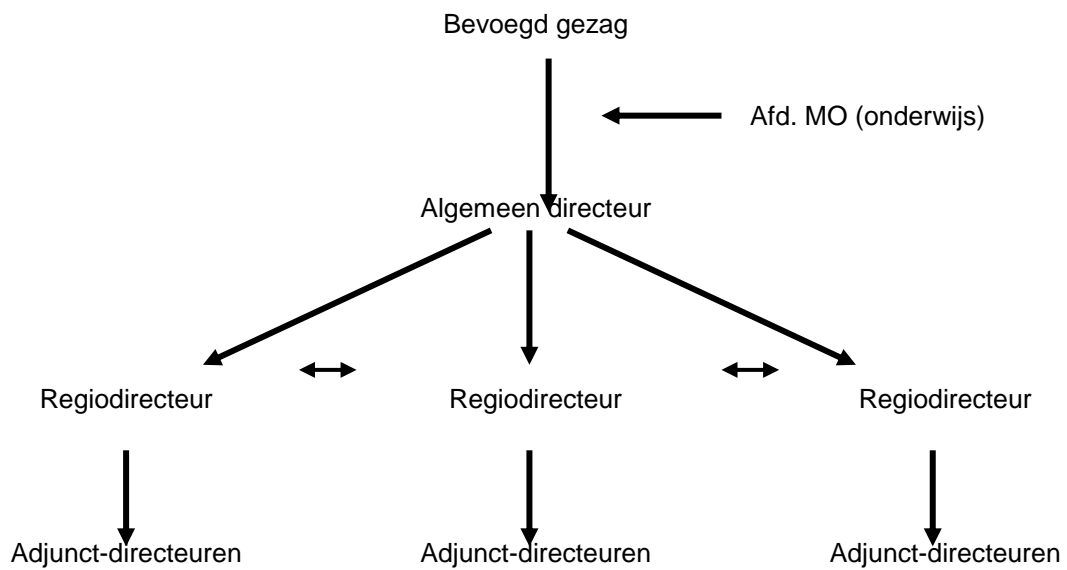 Bevoegd gezag
Afd. MO (onderwijs)
Algemeen directeur
Regiodirecteur
Regiodirecteur
Regiodirecteur
Adjunct-directeuren
Adjunct-directeuren
Adjunct-directeuren